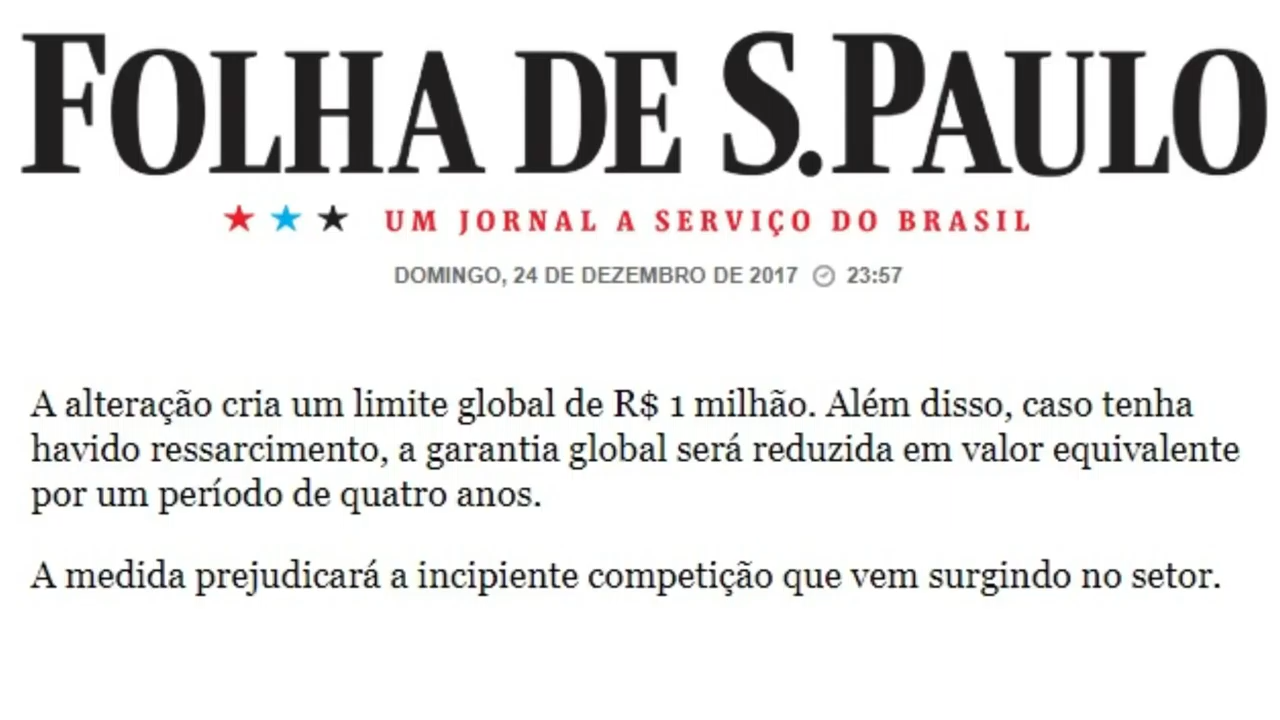 FOLHA DE S.PAULO
★ ★ ★ UM JORNAL A SERVIÇO DO BRASIL
DOMINGO, 24 DE DEZEMBRO DE 2017 23:57
A alteração cria um limite global de R$ 1 milhão. Além disso, caso tenha
havido ressarcimento, a garantia global será reduzida em valor equivalente
por um período de quatro anos.
A medida prejudicará a incipiente competição que vem surgindo no setor.